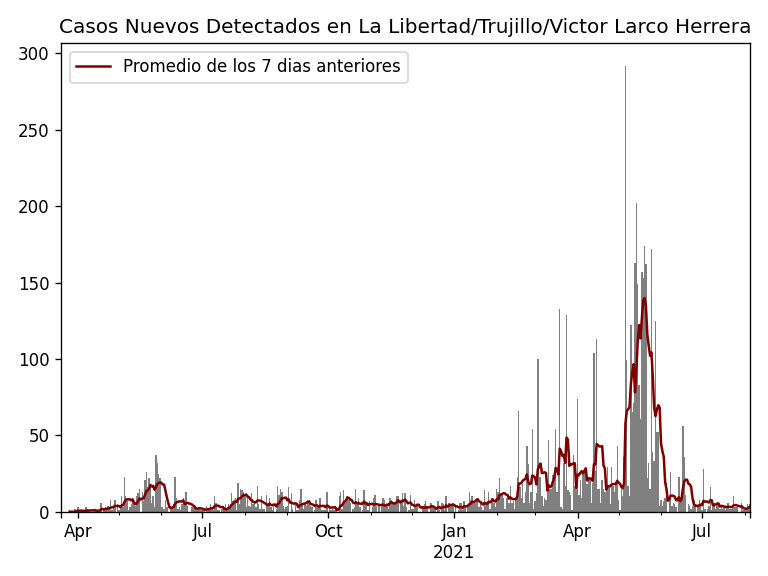 Casos Nuevos Detectados en La Libertad/Trujillo/Victor Larco Herrera
Promedio de los 7 dias anteriores
300
250
200
150
100
50
0
Apr Jul Oct Jan Apr Jul
2021